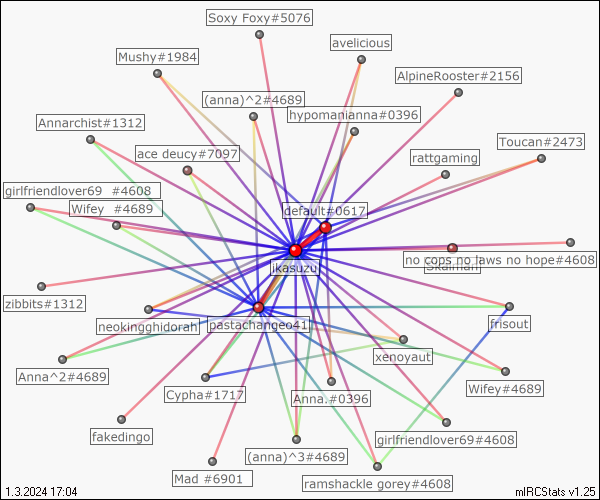 Soxy Foxy#5076
avelicious
Mushy#1984
AlpineRooster#2156
(anna)^2#4689
hypomanianna#0396
Annarchist#1312
Toucan#2473
ace deucy#7097
rattgaming
girlfriendlover69 #4608
Wifey #4689
default#0617
no cops no laws no hope#4608
jkasuzu
zibbits#1312
neokingghidorah
pastachangeo41
frisout
xenoyaut
Anna^2#4689
Cypha#1717
Anna.#0396
Wifey#4689
fakedingo
girlfriendlover69#4608
(anna)^3#4689
Mad #6901
ramshackle gorey#4608
1.3.2024 17:04
mIRCStats v1.25